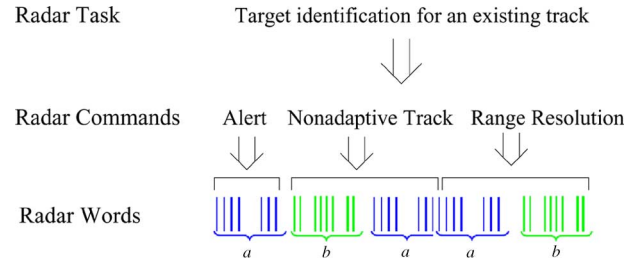 Radar Task Target identification for an existing track
Radar Commands Alert Nonadaptive Track Range Resolution
Radar Words
a b a a b